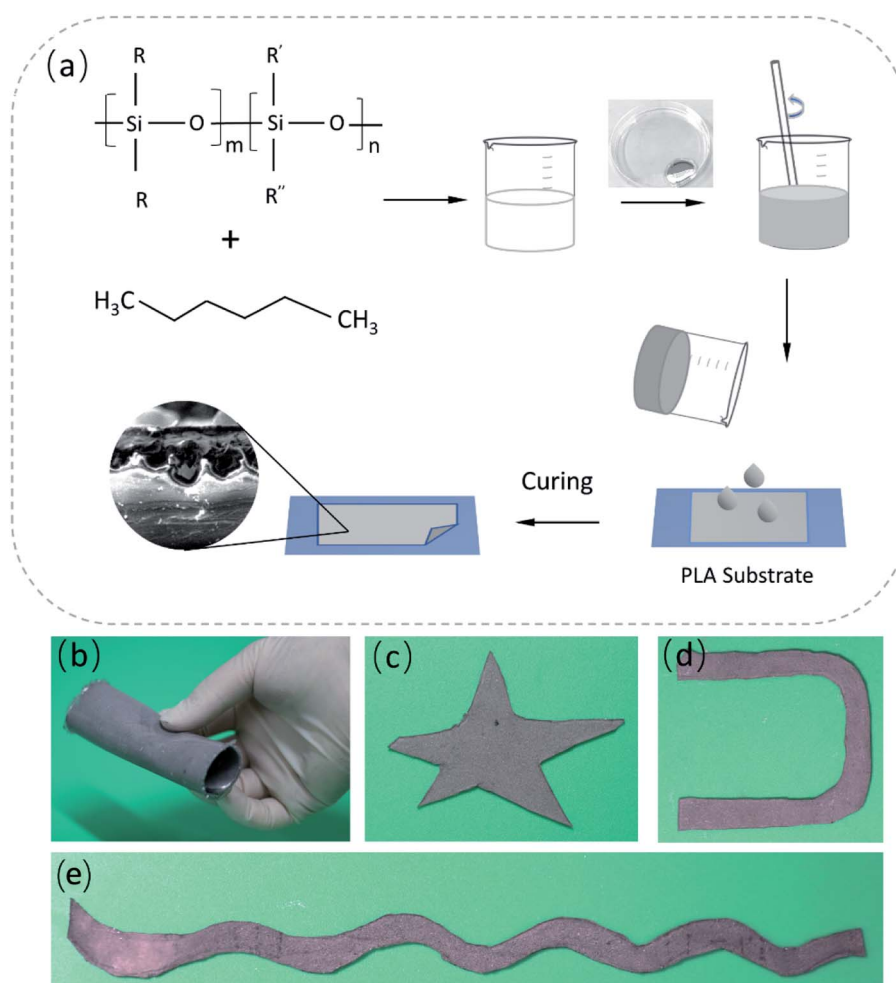 (a)
R
R′
Si
O
m
Si
O
n
R
R″
+
H₃C
CH₃
Curing
PLA Substrate
(b)
(c)
(d)
(e)